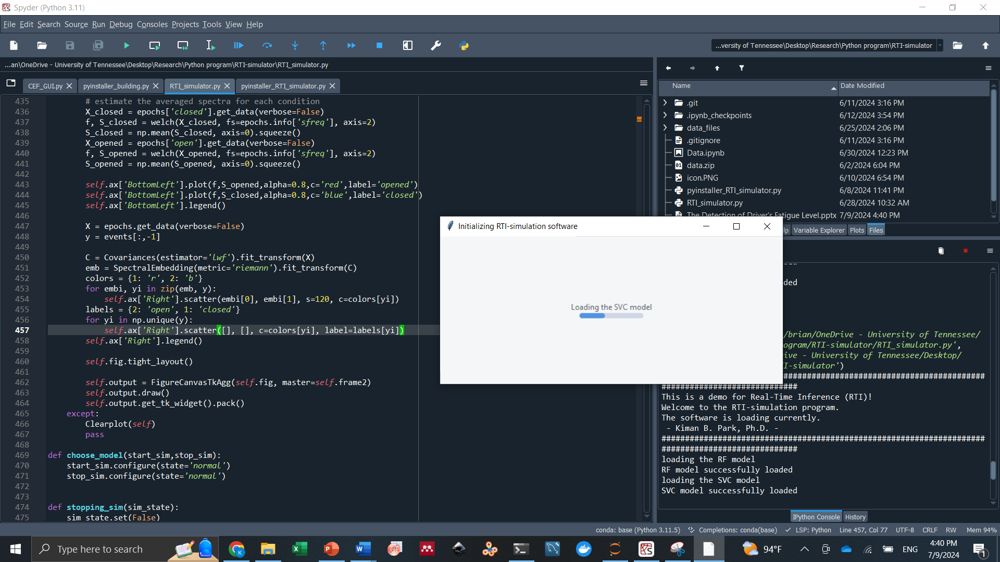 Spyder (Python 3.11)
File Edit Search Source Run Debug Consoles Projects Tools View Help
...versity of Tennessee\Desktop\Research\Python program\RTI-simulator
...an\OneDrive - University of Tennessee\Desktop\Research\Python program\RTI-simulator\RTI_simulator.py
CEF_GUI.py pyinstaller_building.py RTI_simulator.py pyinstaller_RTI_simulator.py
435 # estimate the averaged spectra for each condition
436 X_closed = epochs['closed'].get_data(verbose=False)
437 f, S_closed = welch(X_closed, fs=epochs.info['sfreq'], axis=2)
438 S_closed = np.mean(S_closed, axis=0).squeeze()
439 X_opened = epochs['open'].get_data(verbose=False)
440 f, S_opened = welch(X_opened, fs=epochs.info['sfreq'], axis=2)
441 S_opened = np.mean(S_opened, axis=0).squeeze()
442
443 self.ax['BottomLeft'].plot(f,S_opened,alpha=0.8,c='red',label='opened')
444 self.ax['BottomLeft'].plot(f,S_closed,alpha=0.8,c='blue',label='closed')
445 self.ax['BottomLeft'].legend()
446
447 X = epochs.get_data(verbose=False)
448 y = events[:,-1]
449
450 C = Covariances(estimator='lwf').fit_transform(X)
451 emb = SpectralEmbedding(metric='riemann').fit_transform(C)
452 colors = {1: 'r', 2: 'b'}
453 for embi, yi in zip(emb, y):
454 self.ax['Right'].scatter(embi[0], embi[1], s=120, c=colors[yi])
455 labels = {2: 'open', 1: 'closed'}
456 for yi in np.unique(y):
457 self.ax['Right'].scatter([], [], c=colors[yi], label=labels[yi])
458 self.ax['Right'].legend()
459
460 self.fig.tight_layout()
461
462 self.output = FigureCanvasTkAgg(self.fig, master=self.frame2)
463 self.output.draw()
464 self.output.get_tk_widget().pack()
465 except:
466 Clearplot(self)
467 pass
468
469 def choose_model(start_sim,stop_sim):
470 start_sim.configure(state='normal')
471 stop_sim.configure(state='normal')
472
473
474 def stopping_sim(sim_state):
475 sim_state.set(False)
Name Date Modified
.git 6/11/2024 3:16 PM
.ipynb_checkpoints 6/12/2024 3:54 PM
data_files 6/25/2024 2:06 PM
.gitignore 6/11/2024 3:16 PM
Data.ipynb 6/30/2024 12:23 PM
data.zip 6/2/2024 6:04 PM
icon.PNG 6/10/2024 6:54 PM
pyinstaller_RTI_simulator.py 6/8/2024 11:41 PM
RTI_simulator.py 6/28/2024 10:32 AM
The Detection of Driver's Fatigue Level.pptx 7/9/2024 4:40 PM
lp Variable Explorer Plots Files
Initializing RTI-simulation software
Loading the SVC model
ded
/brian/OneDrive - University of Tennessee/
ogram/RTI-simulator/RTI_simulator.py',
ive - University of Tennessee/Desktop/
TI-simulator')
###########################################
#############################
This is a demo for Real-Time Inference (RTI)!
Welcome to the RTI-simulation program.
The software is loading currently.
- Kiman B. Park, Ph.D. -
#####################################################################
#############################
loading the RF model
RF model successfully loaded
loading the SVC model
SVC model successfully loaded
IPython Console History
conda: base (Python 3.11.5) Completions: conda(base) LSP: Python Line 457, Col 77 UTF-8 CRLF RW Mem 94%
Type here to search
94°F
ENG
4:40 PM
7/9/2024
1